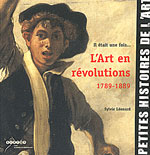 Il était une fois...
L'Art en
révolutions
1789-1889
Sylvie Léonard
PETITES HISTOIRES DE L'ART